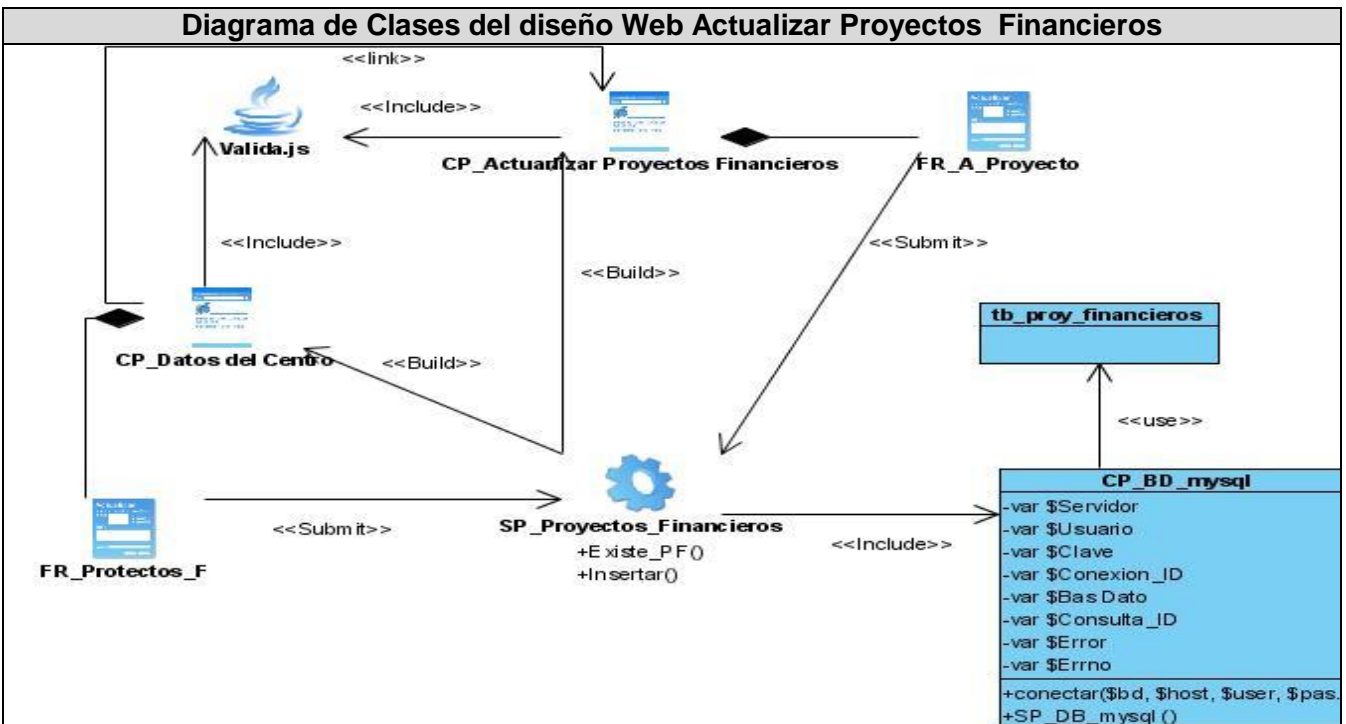 Diagrama de Clases del diseño Web Actualizar Proyectos Financieros
<<link>>
<<Include>>
Valida.js
CP_Actuanlizar Proyectos Financieros
FR_A_Proyecto
<<Include>>
<<Submit>>
<<Build>>
tb_proy_financieros
CP_Datos del Centro
<<Build>>
<<use>>
CP_BD_mysql
-var $Servidor
-var $Usuario
-var $Clave
-var $Conexion_ID
-var $BasDato
-var $Consulta_ID
-var $Error
-var $Errno
+conectar($bd, $host, $user, $pas.
+SP_DB_mysql ()
<<Submit>>
SP_Proyectos_Financieros
+Existe_PF()
+Insertar()
<<Include>>
FR_Protectos_F